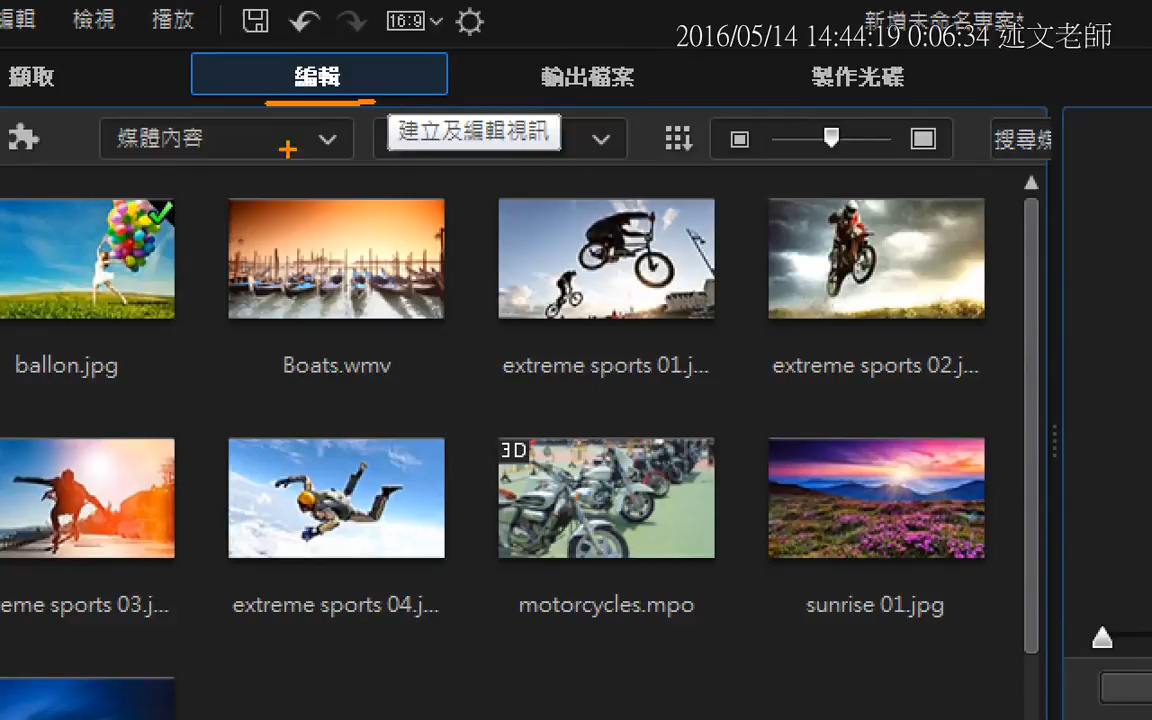 編輯 檢視 播放 16:9 新增未命名專案*
2016/05/14 14:44:19 0:06:34 述文老師
擷取 編輯 輸出檔案 製作光碟
媒體內容 建立及編輯視訊 搜尋媒
ballon.jpg Boats.wmv extreme sports 01.j... extreme sports 02.j...
3D
eme sports 03.j... extreme sports 04.j... motorcycles.mpo sunrise 01.jpg